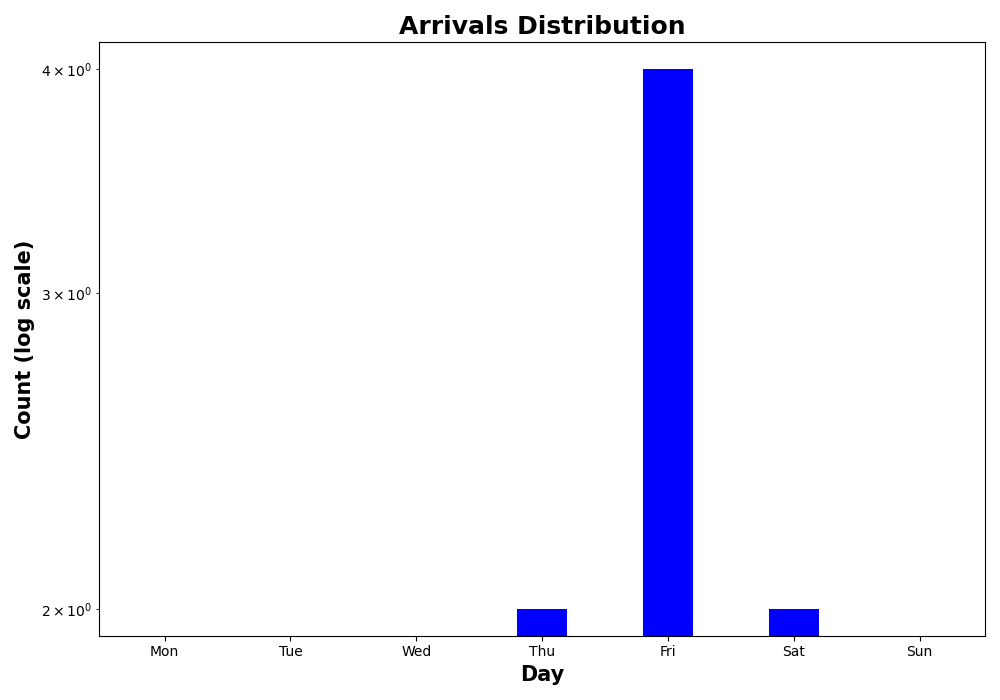 Arrivals Distribution
Count (log scale)
4 × 10⁰
3 × 10⁰
2 × 10⁰
Mon Tue Wed Thu Fri Sat Sun
Day